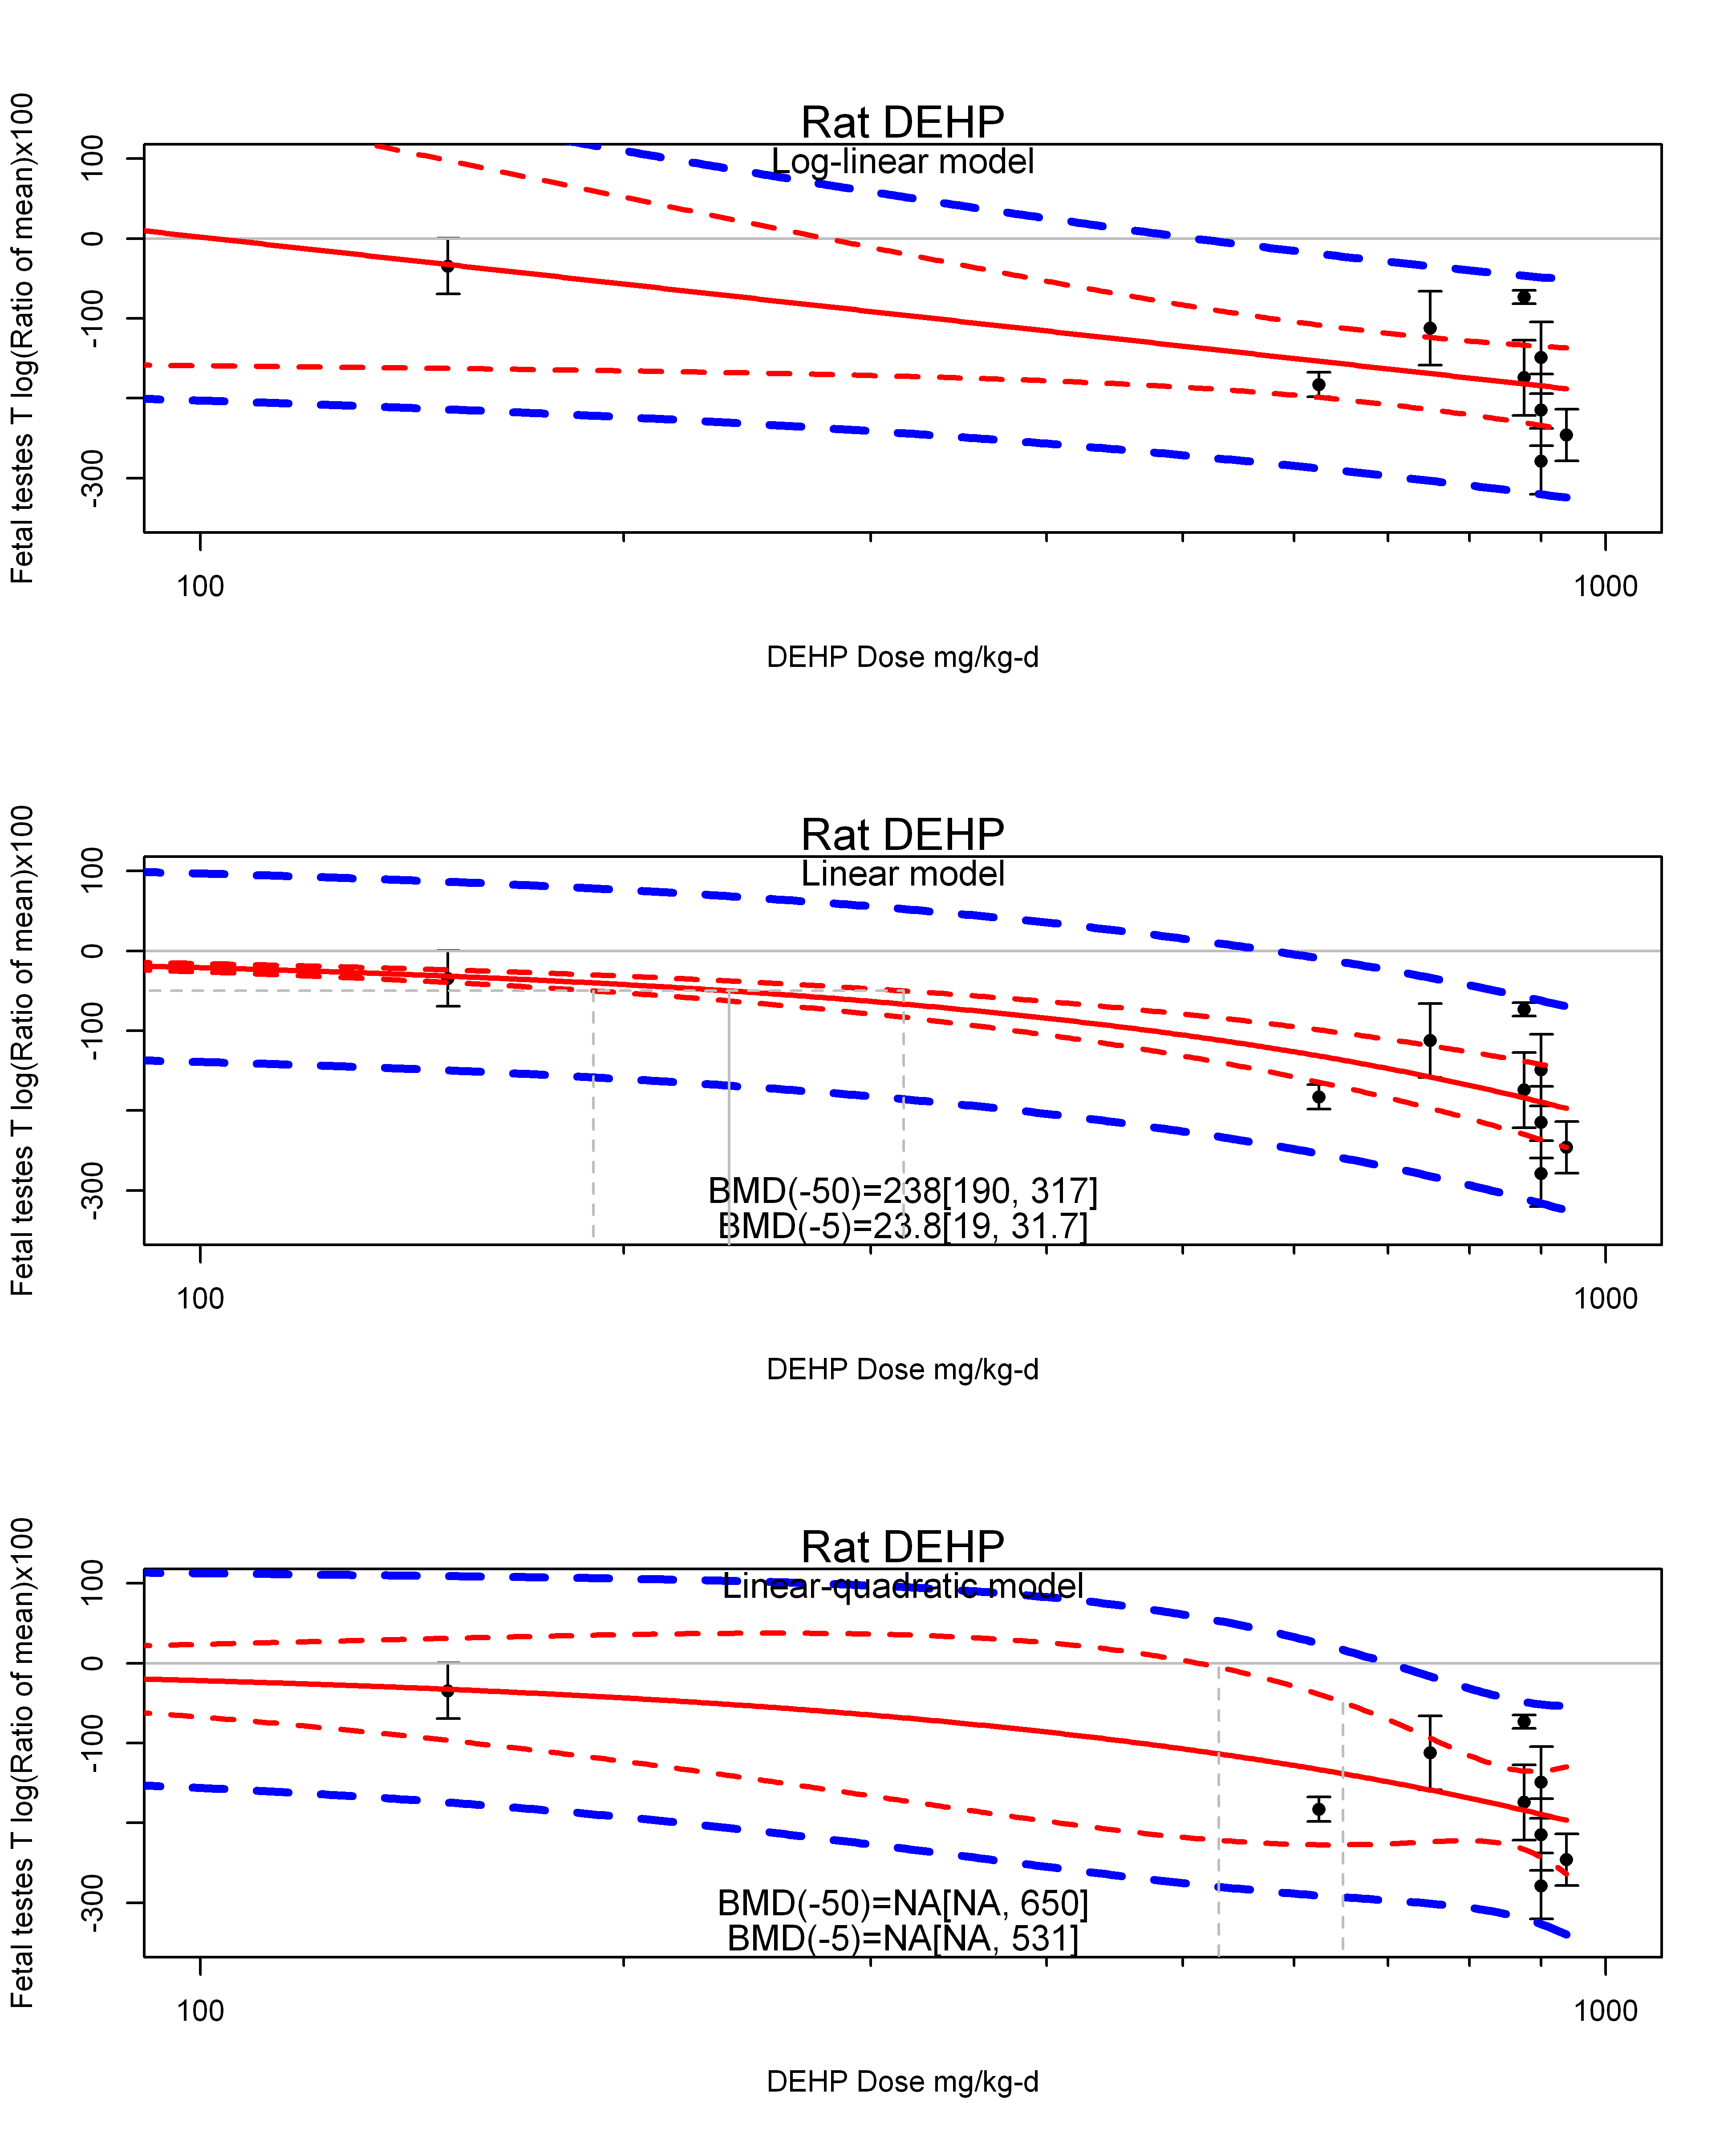 Rat DEHP
Log-linear model
Fetal testes T log(Ratio of mean)x100
100
0
-100
-300
100
1000
DEHP Dose mg/kg-d
Rat DEHP
Linear model
Fetal testes T log(Ratio of mean)x100
100
0
-100
-300
BMD(-50)=238[190, 317]
BMD(-5)=23.8[19, 31.7]
100
1000
DEHP Dose mg/kg-d
Rat DEHP
Linear-quadratic model
Fetal testes T log(Ratio of mean)x100
100
0
-100
-300
BMD(-50)=NA[NA, 650]
BMD(-5)=NA[NA, 531]
100
1000
DEHP Dose mg/kg-d